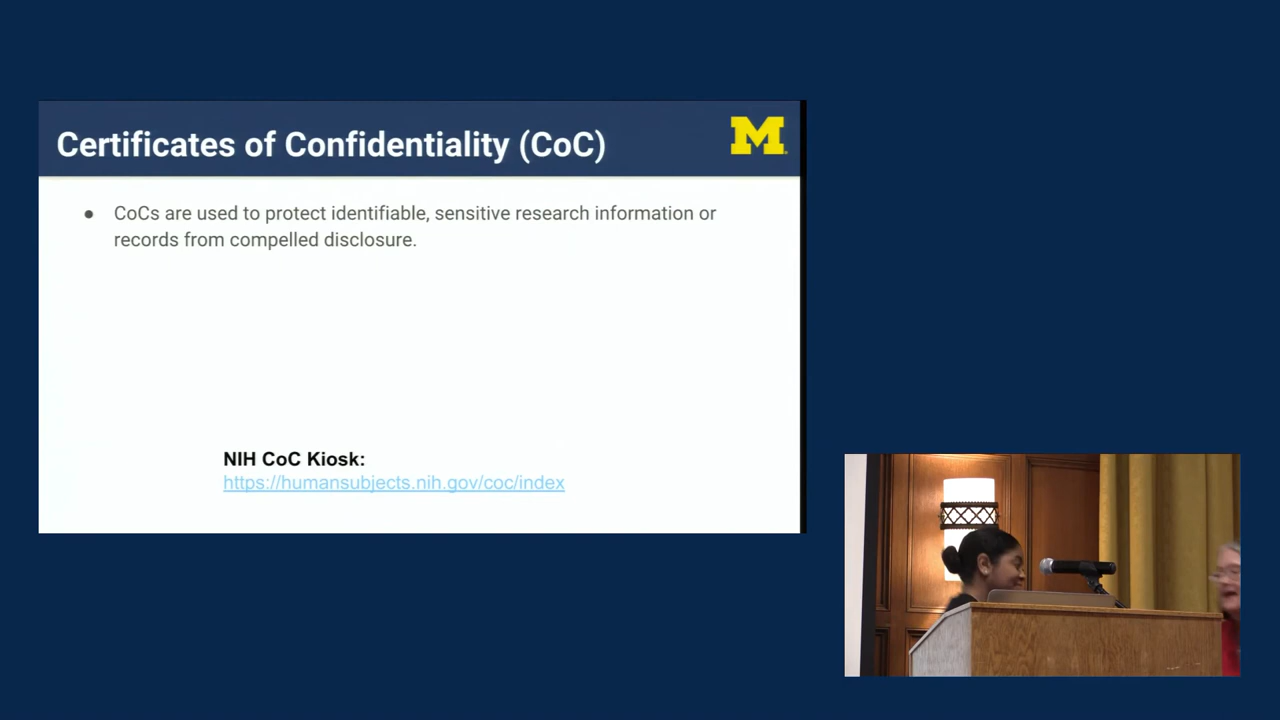 Certificates of Confidentiality (CoC)
M
● CoCs are used to protect identifiable, sensitive research information or
records from compelled disclosure.
NIH CoC Kiosk:
https://humansubjects.nih.gov/coc/index